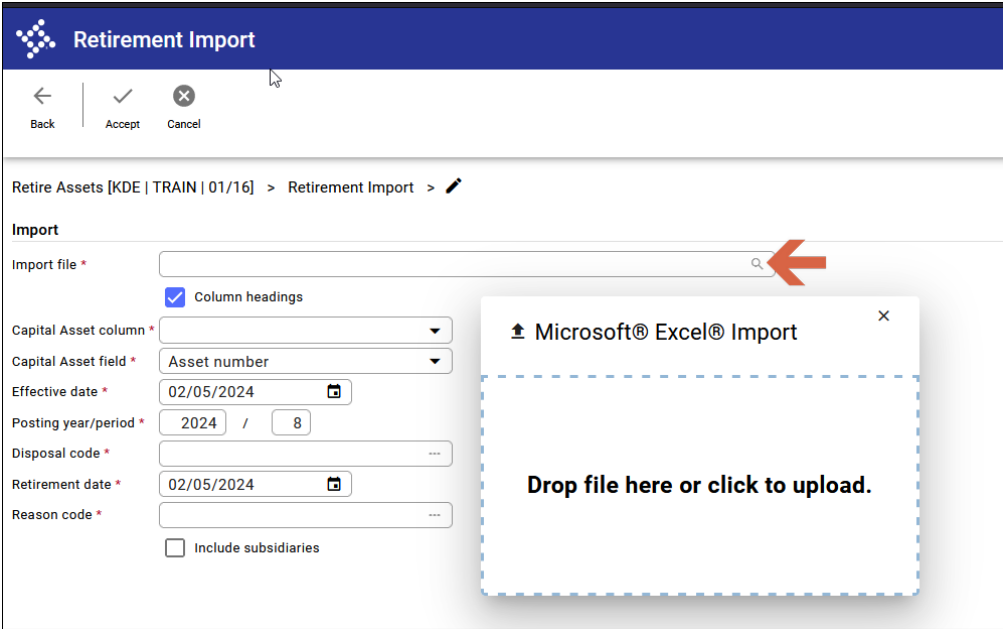 Retirement Import
Back Accept Cancel
Retire Assets [KDE | TRAIN | 01/16] > Retirement Import >
Import
Import file *
Column headings
Capital Asset column *
Capital Asset field * Asset number
Effective date * 02/05/2024
Posting year/period * 2024 / 8
Disposal code * ...
Retirement date * 02/05/2024
Reason code * ...
Include subsidiaries
Microsoft® Excel® Import
Drop file here or click to upload.